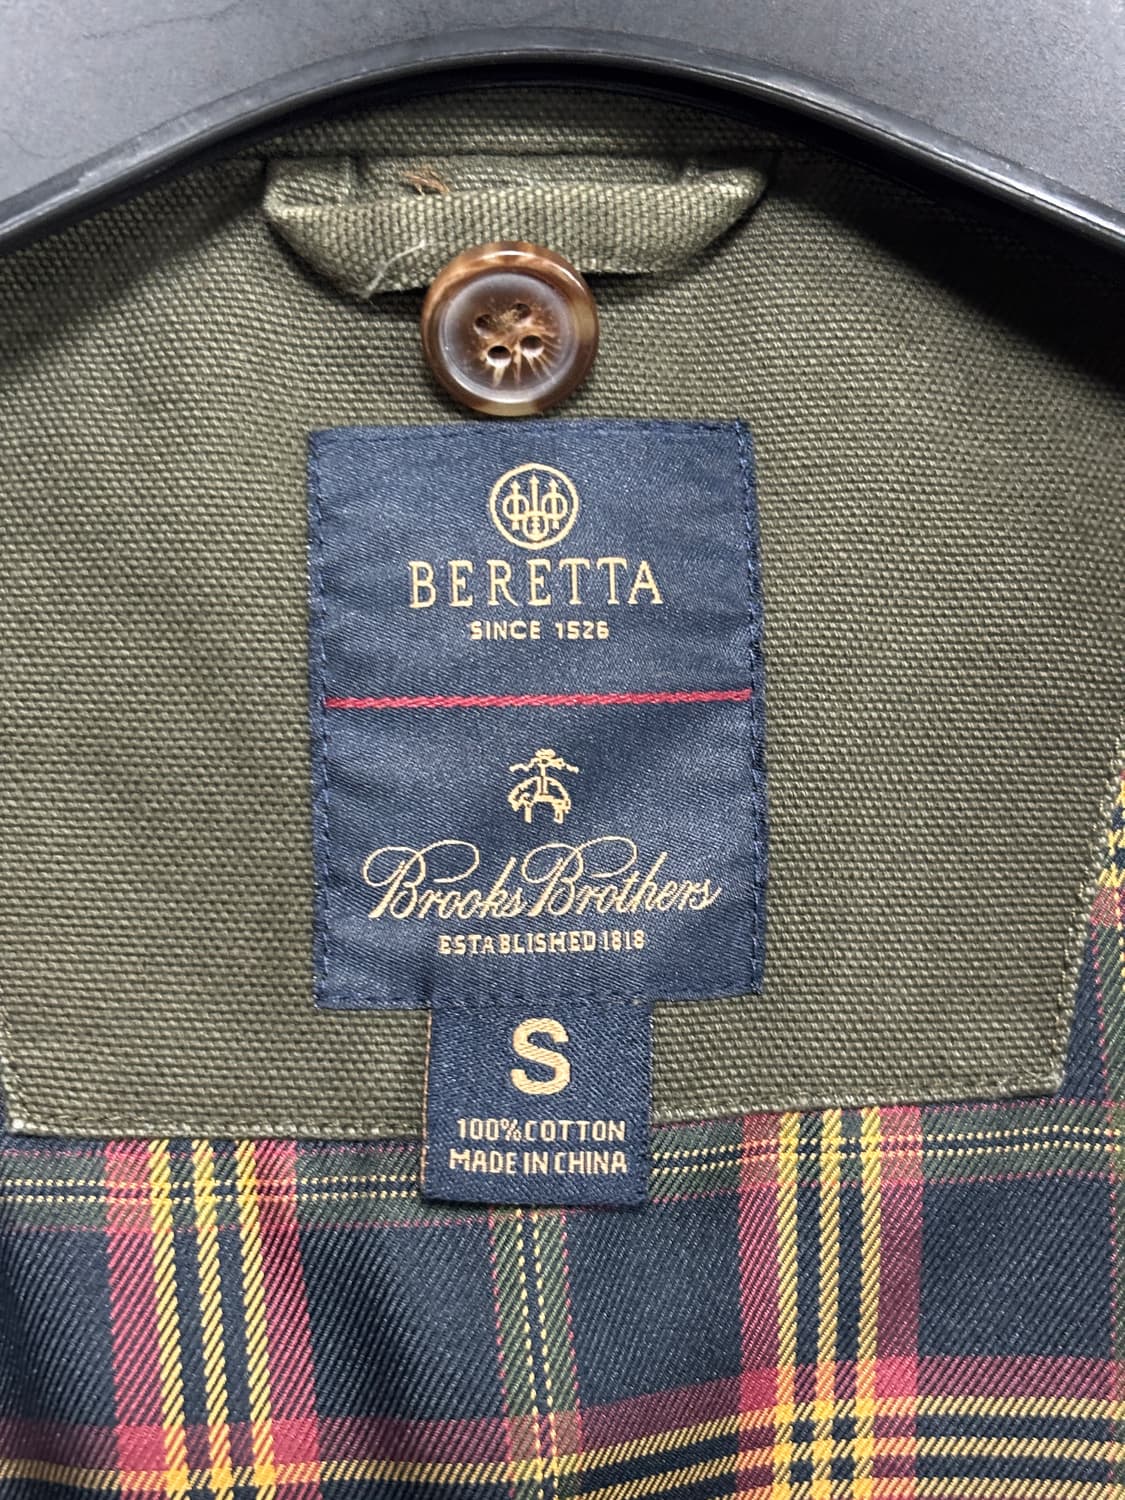 BERETTA
SINCE 1526
Brooks Brothers
ESTABLISHED 1818
S
100% COTTON
MADE IN CHINA